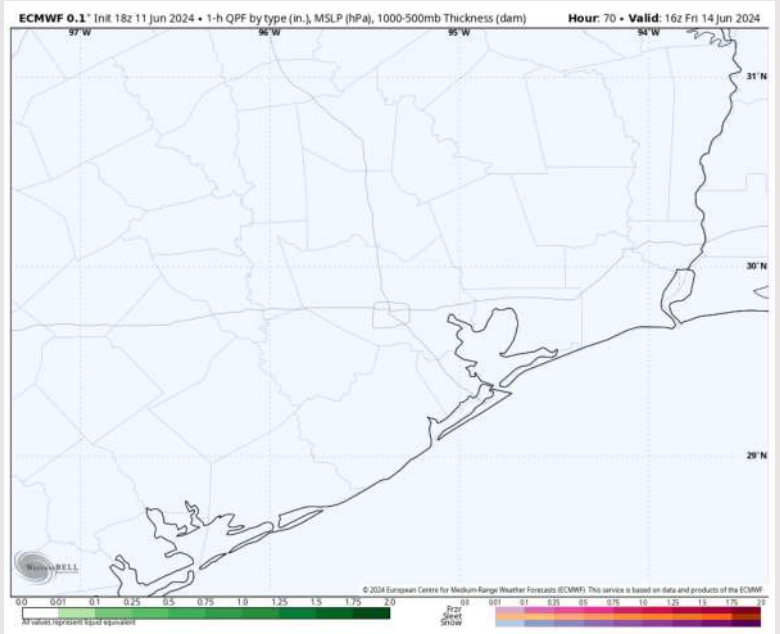 ECMWF 0.1° Init 18z 11 Jun 2024 • 1-h QPF by type (in.), MSLP (hPa), 1000-500mb Thickness (dam) Hour: 70 • Valid: 16z Fri 14 Jun 2024
97°W 96°W 95°W 94°W
31°N
30°N
29°N
WeatherBELL
© 2024 European Centre for Medium-Range Weather Forecasts (ECMWF). This service is based on data and products of the ECMWF
0.0 0.01 0.1 0.25 0.5 0.75 1.0 1.25 1.5 1.75 2.0 0.0 0.01 0.1 0.25 0.5 0.75 1.0 1.25 1.5 1.75 2.0
Frzr
Sleet
Snow
All values represent liquid equivalent